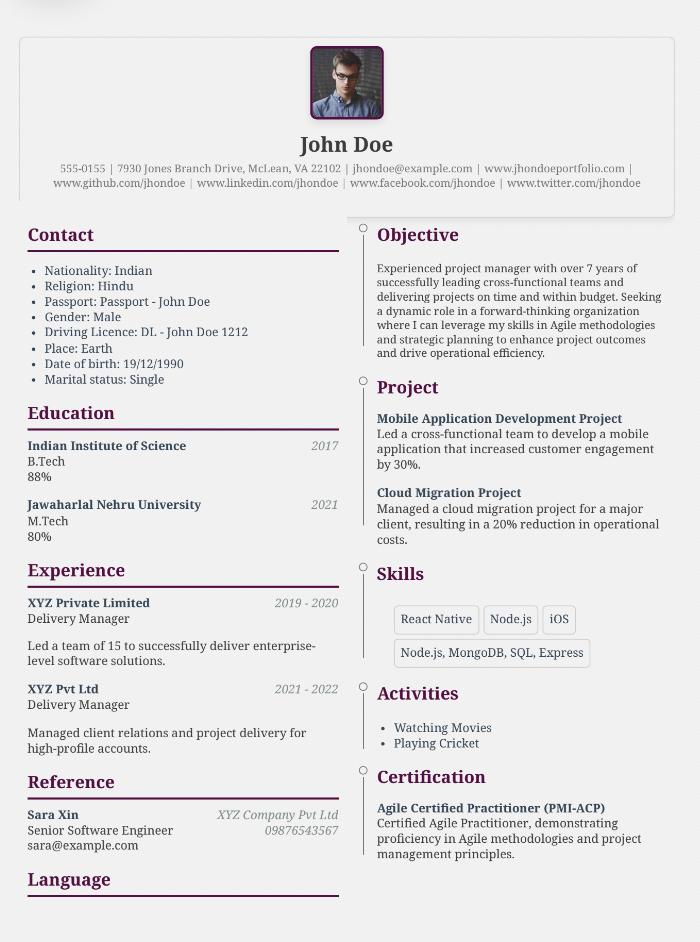 John Doe
555-0155 | 7930 Jones Branch Drive, McLean, VA 22102 | jhondoe@example.com | www.jhondoeportfolio.com |
www.github.com/jhondoe | www.linkedin.com/jhondoe | www.facebook.com/jhondoe | www.twitter.com/jhondoe
Contact
• Nationality: Indian
• Religion: Hindu
• Passport: Passport - John Doe
• Gender: Male
• Driving Licence: DL - John Doe 1212
• Place: Earth
• Date of birth: 19/12/1990
• Marital status: Single
Education
Indian Institute of Science 2017
B.Tech
88%
Jawaharlal Nehru University 2021
M.Tech
80%
Experience
XYZ Private Limited 2019 - 2020
Delivery Manager
Led a team of 15 to successfully deliver enterprise-
level software solutions.
XYZ Pvt Ltd 2021 - 2022
Delivery Manager
Managed client relations and project delivery for
high-profile accounts.
Reference
Sara Xin XYZ Company Pvt Ltd
Senior Software Engineer 09876543567
sara@example.com
Language
Objective
Experienced project manager with over 7 years of
successfully leading cross-functional teams and
delivering projects on time and within budget. Seeking
a dynamic role in a forward-thinking organization
where I can leverage my skills in Agile methodologies
and strategic planning to enhance project outcomes
and drive operational efficiency.
Project
Mobile Application Development Project
Led a cross-functional team to develop a mobile
application that increased customer engagement
by 30%.
Cloud Migration Project
Managed a cloud migration project for a major
client, resulting in a 20% reduction in operational
costs.
Skills
React Native Node.js iOS
Node.js, MongoDB, SQL, Express
Activities
• Watching Movies
• Playing Cricket
Certification
Agile Certified Practitioner (PMI-ACP)
Certified Agile Practitioner, demonstrating
proficiency in Agile methodologies and project
management principles.